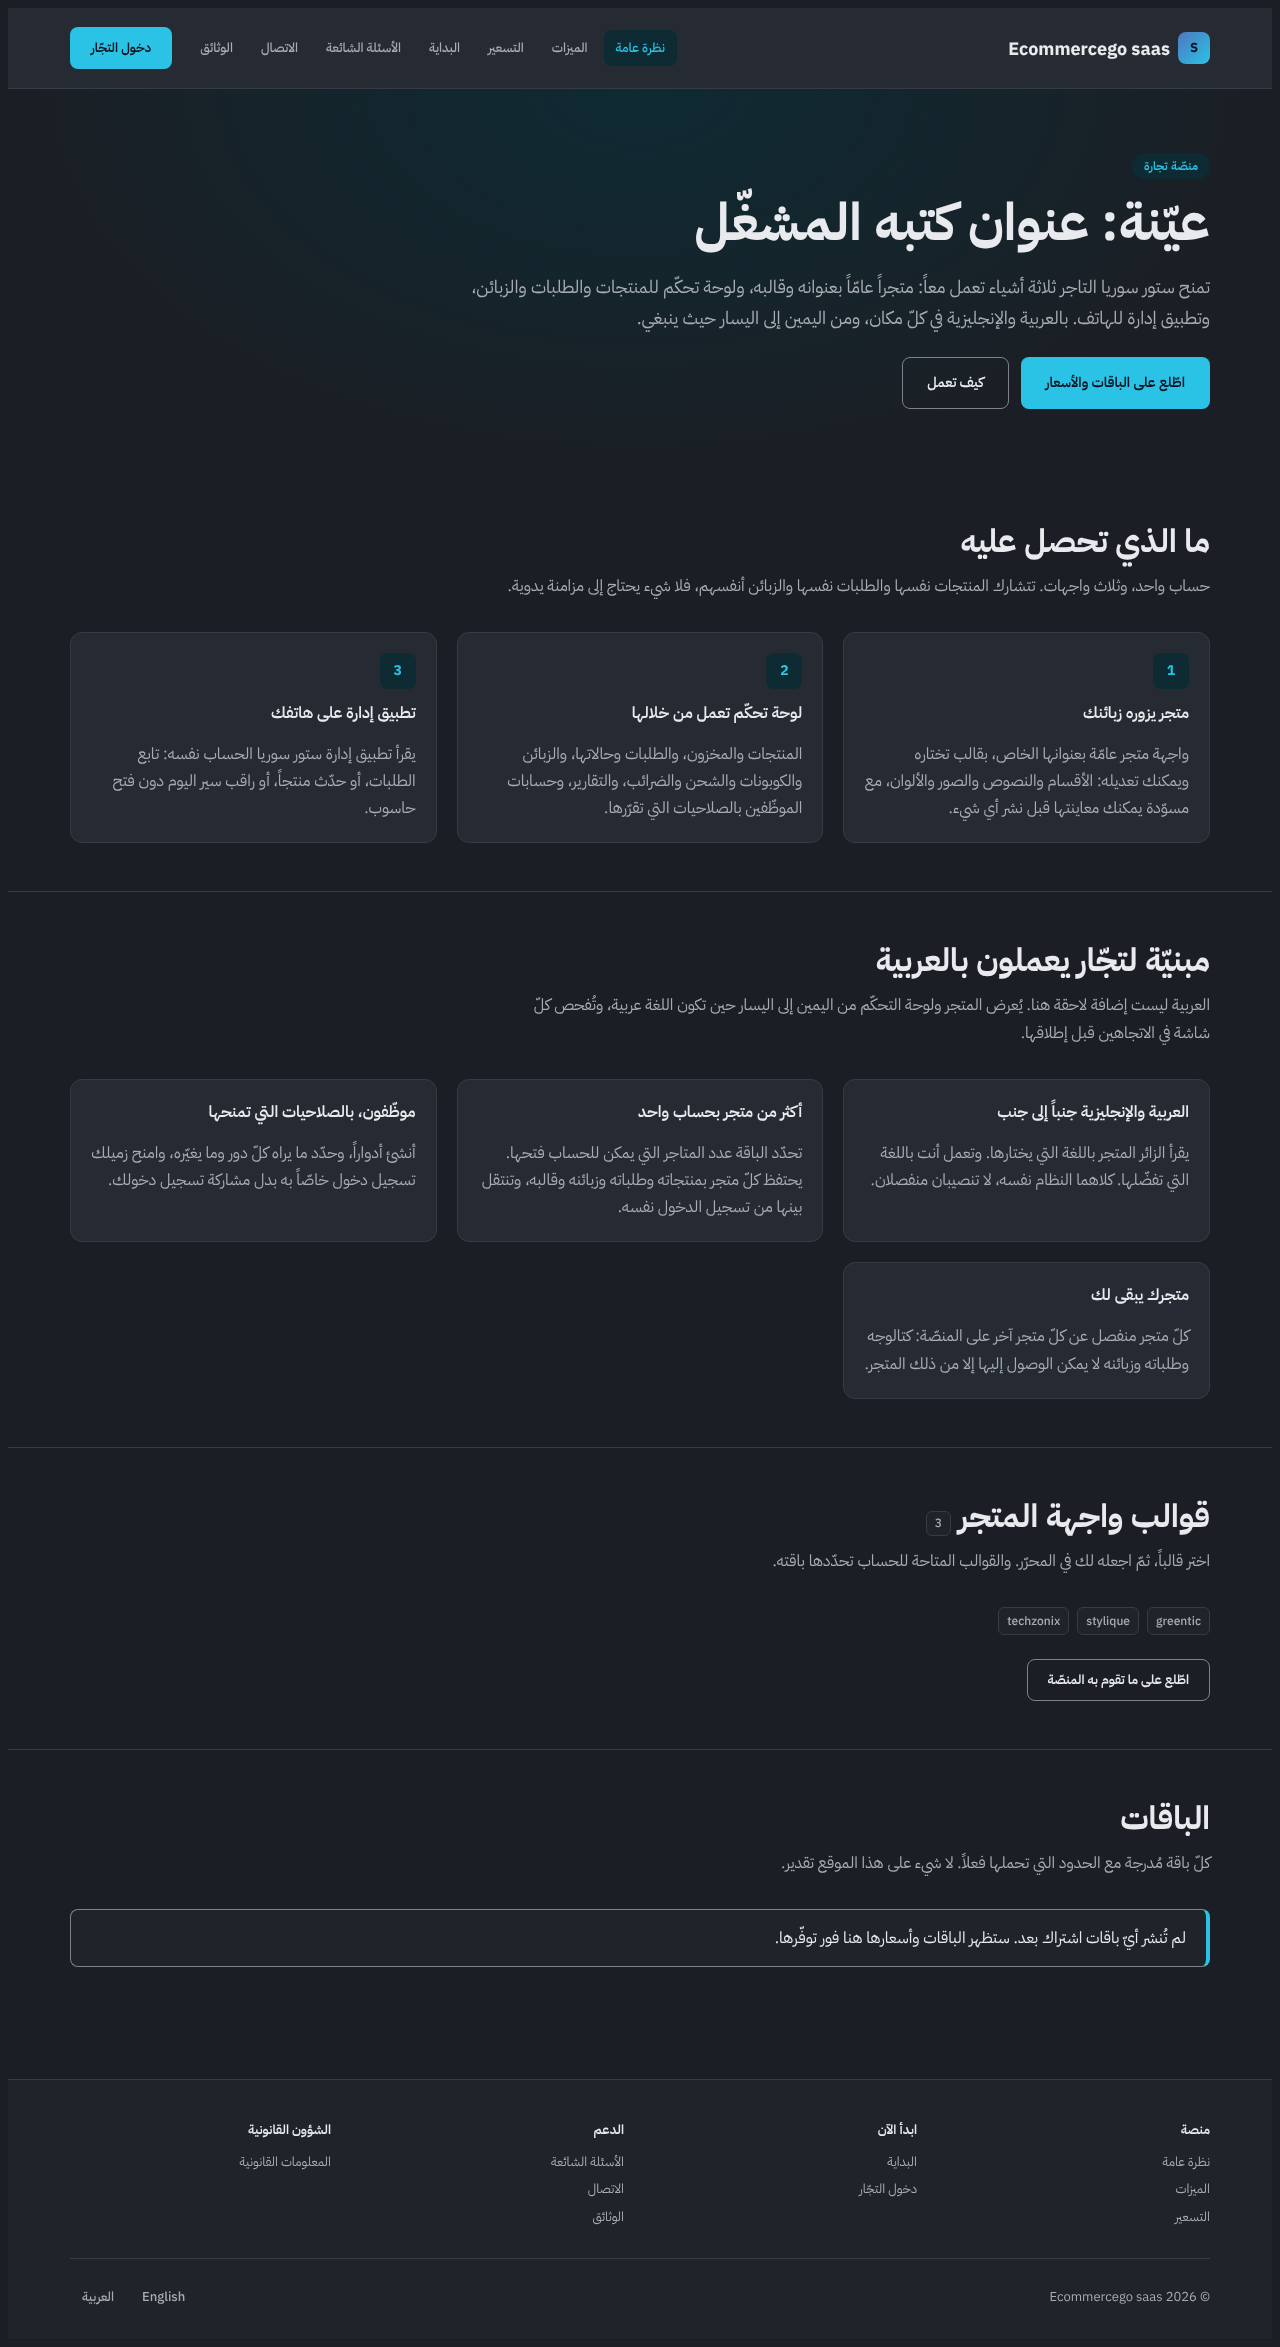 S
Ecommercego saas
نظرة عامة
الميزات
التسعير
البداية
الأسئلة الشائعة
الاتصال
الوثائق
دخول التجّار
منصّة تجارة
عيّنة: عنوان كتبه المشغّل
تمنح ستور سوريا التاجر ثلاثة أشياء تعمل معاً: متجراً عامّاً بعنوانه وقالبه، ولوحة تحكّم للمنتجات والطلبات والزبائن،
وتطبيق إدارة للهاتف. بالعربية والإنجليزية في كلّ مكان، ومن اليمين إلى اليسار حيث ينبغي.
اطّلع على الباقات والأسعار
كيف تعمل
ما الذي تحصل عليه
حساب واحد، وثلاث واجهات. تتشارك المنتجات نفسها والطلبات نفسها والزبائن أنفسهم، فلا شيء يحتاج إلى مزامنة يدوية.
1
متجر يزوره زبائنك
واجهة متجر عامّة بعنوانها الخاص، بقالب تختاره
ويمكنك تعديله: الأقسام والنصوص والصور والألوان، مع
مسوّدة يمكنك معاينتها قبل نشر أي شيء.
2
لوحة تحكّم تعمل من خلالها
المنتجات والمخزون، والطلبات وحالاتها، والزبائن
والكوبونات والشحن والضرائب، والتقارير، وحسابات
الموظّفين بالصلاحيات التي تقرّرها.
3
تطبيق إدارة على هاتفك
يقرأ تطبيق إدارة ستور سوريا الحساب نفسه: تابع
الطلبات، أو حدّث منتجاً، أو راقب سير اليوم دون فتح
حاسوب.
مبنيّة لتجّار يعملون بالعربية
العربية ليست إضافة لاحقة هنا. يُعرض المتجر ولوحة التحكّم من اليمين إلى اليسار حين تكون اللغة عربية، وتُفحص كلّ
شاشة في الاتجاهين قبل إطلاقها.
العربية والإنجليزية جنباً إلى جنب
يقرأ الزائر المتجر باللغة التي يختارها. وتعمل أنت باللغة
التي تفضّلها. كلاهما النظام نفسه، لا تنصيبان منفصلان.
أكثر من متجر بحساب واحد
تحدّد الباقة عدد المتاجر التي يمكن للحساب فتحها.
يحتفظ كلّ متجر بمنتجاته وطلباته وزبائنه وقالبه، وتنتقل
بينها من تسجيل الدخول نفسه.
موظّفون، بالصلاحيات التي تمنحها
أنشئ أدواراً، وحدّد ما يراه كلّ دور وما يغيّره، وامنح زميلك
تسجيل دخول خاصّاً به بدل مشاركة تسجيل دخولك.
متجرك يبقى لك
كلّ متجر منفصل عن كلّ متجر آخر على المنصّة: كتالوجه
وطلباته وزبائنه لا يمكن الوصول إليها إلا من ذلك المتجر.
قوالب واجهة المتجر 3
اختر قالباً، ثمّ اجعله لك في المحرّر. والقوالب المتاحة للحساب تحدّدها باقته.
greentic
stylique
techzonix
اطّلع على ما تقوم به المنصّة
الباقات
كلّ باقة مُدرجة مع الحدود التي تحملها فعلاً. لا شيء على هذا الموقع تقدير.
لم تُنشر أيّ باقات اشتراك بعد. ستظهر الباقات وأسعارها هنا فور توفّرها.
منصة
نظرة عامة
الميزات
التسعير
ابدأ الآن
البداية
دخول التجّار
الدعم
الأسئلة الشائعة
الاتصال
الوثائق
الشؤون القانونية
المعلومات القانونية
© 2026 Ecommercego saas
English
العربية